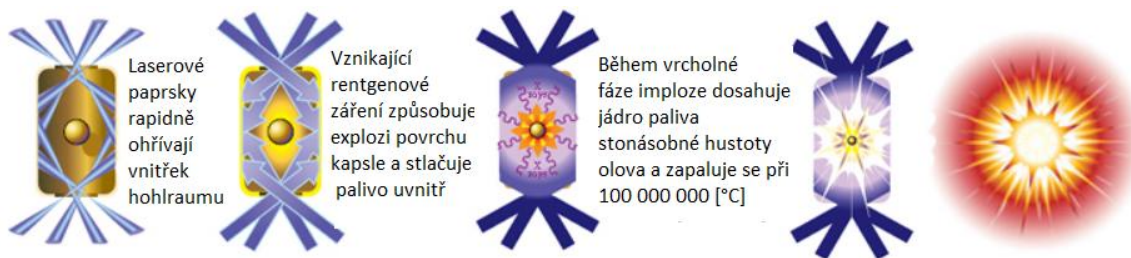 Laserové
paprsky
rapidně
ohřívají
vnitřek
hohlraumu
Vznikající
rentgenové
záření způsobuje
explozi povrchu
kapsle a stlačuje
palivo uvnitř
Během vrcholné
fáze imploze dosahuje
jádro paliva
stonásobné hustoty
olova a zapaluje se při
100 000 000 [°C]